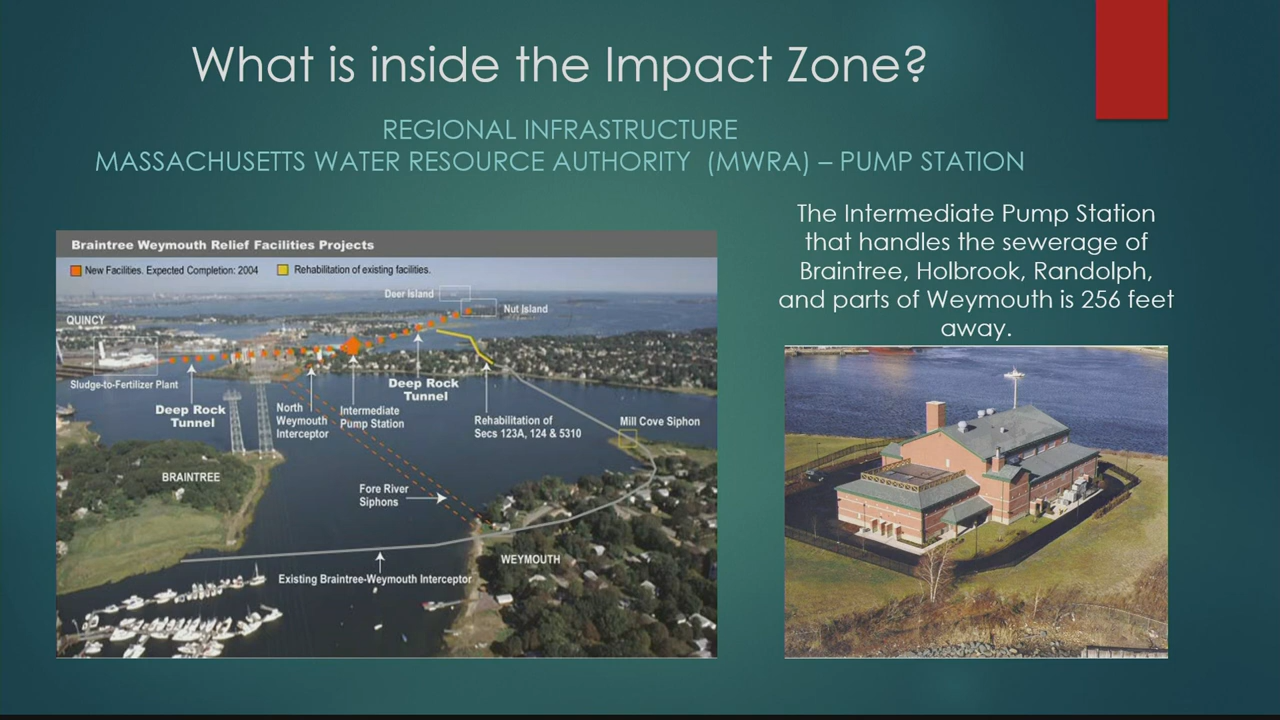 What is inside the Impact Zone?
REGIONAL INFRASTRUCTURE
MASSACHUSETTS WATER RESOURCE AUTHORITY (MWRA) – PUMP STATION
The Intermediate Pump Station
that handles the sewerage of
Braintree, Holbrook, Randolph,
and parts of Weymouth is 256 feet
away.
Braintree Weymouth Relief Facilities Projects
New Facilities. Expected Completion: 2004
Rehabilitation of existing facilities.
Deer Island
Nut Island
QUINCY
Sludge-to-Fertilizer Plant
Deep Rock
Tunnel
North
Weymouth
Interceptor
Intermediate
Pump Station
Deep Rock
Tunnel
Rehabilitation of
Secs 123A, 124 & 5310
Mill Cove Siphon
BRAINTREE
Fore River
Siphons
WEYMOUTH
Existing Braintree-Weymouth Interceptor